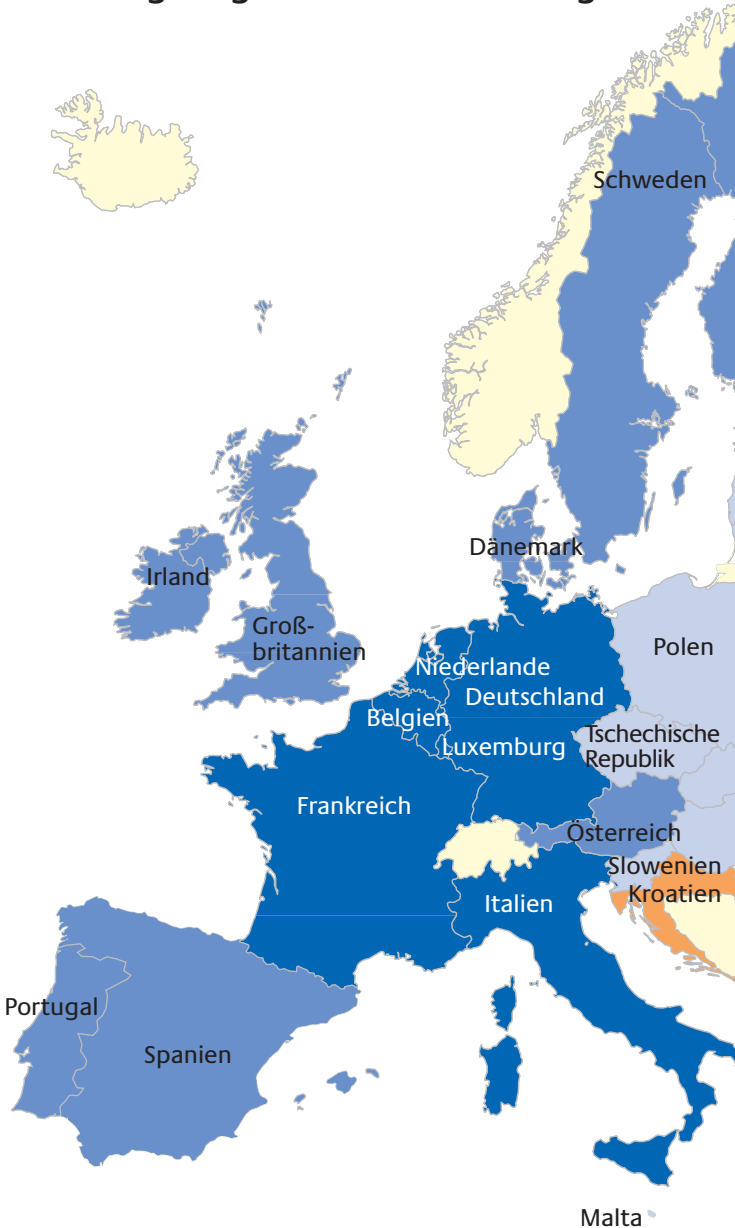 Schweden
Dänemark
Irland
Groß-
britannien
Polen
Niederlande
Deutschland
Belgien
Tschechische
Luxemburg
Republik
Frankreich
Österreich
Slowenien
Kroatien
Italien
Portugal
Spanien
Malta